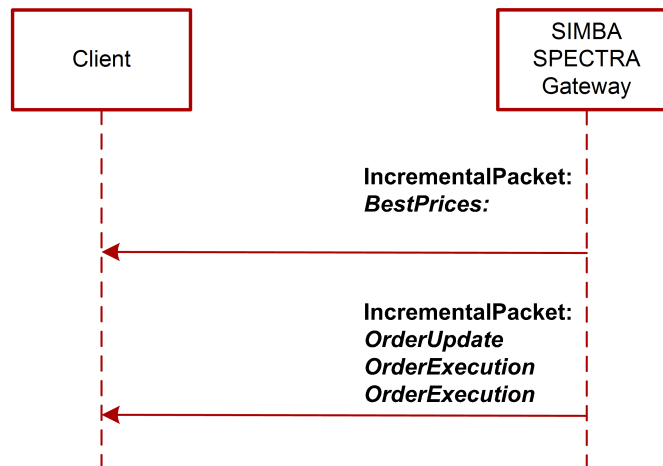 Client
SIMBA
SPECTRA
Gateway
IncrementalPacket:
BestPrices:
IncrementalPacket:
OrderUpdate
OrderExecution
OrderExecution